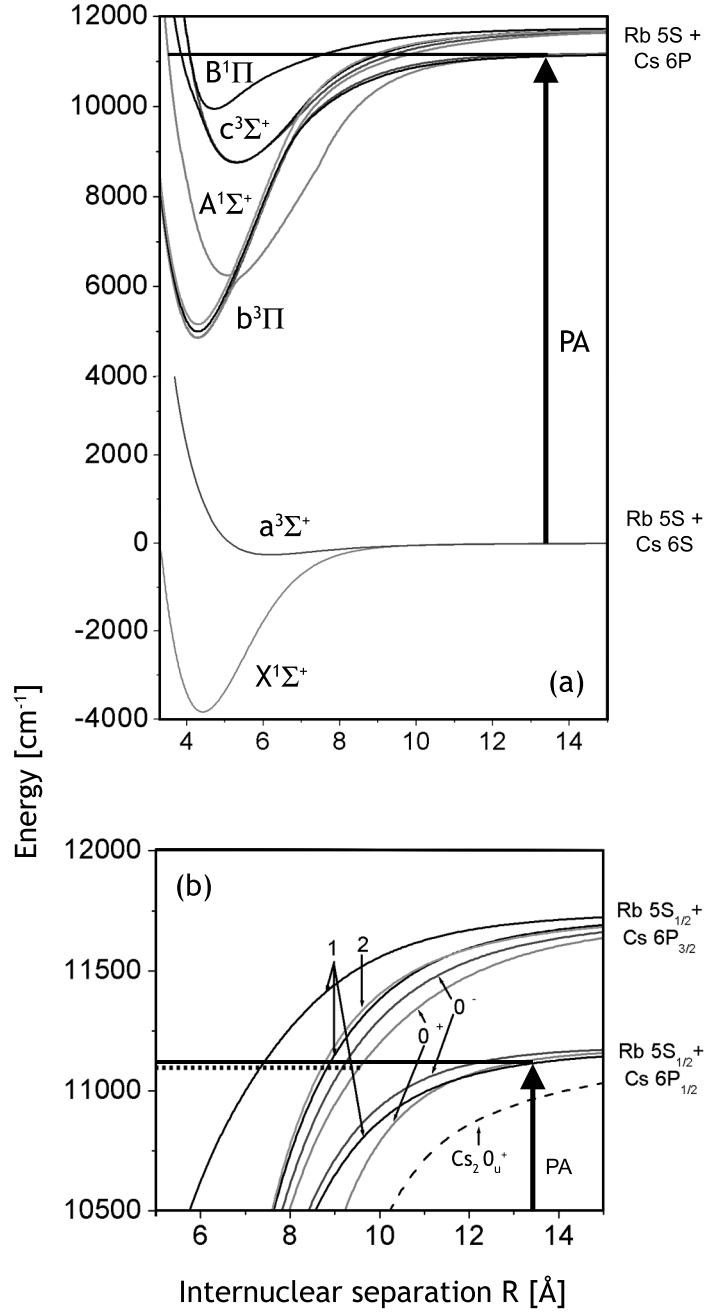 12000
10000
8000
6000
4000
2000
0
-2000
-4000
B¹Π
c³Σ⁺
A¹Σ⁺
b³Π
a³Σ⁺
X¹Σ⁺
PA
(a)
Rb 5S +
Cs 6P
Rb 5S +
Cs 6S
4 6 8 10 12 14
Energy [cm⁻¹]
12000
11500
11000
10500
(b)
1 2
0⁻
0⁺
Cs₂ 0ᵤ⁺
PA
Rb 5S₁/₂+
Cs 6P₃/₂
Rb 5S₁/₂+
Cs 6P₁/₂
6 8 10 12 14
Internuclear separation R [Å]